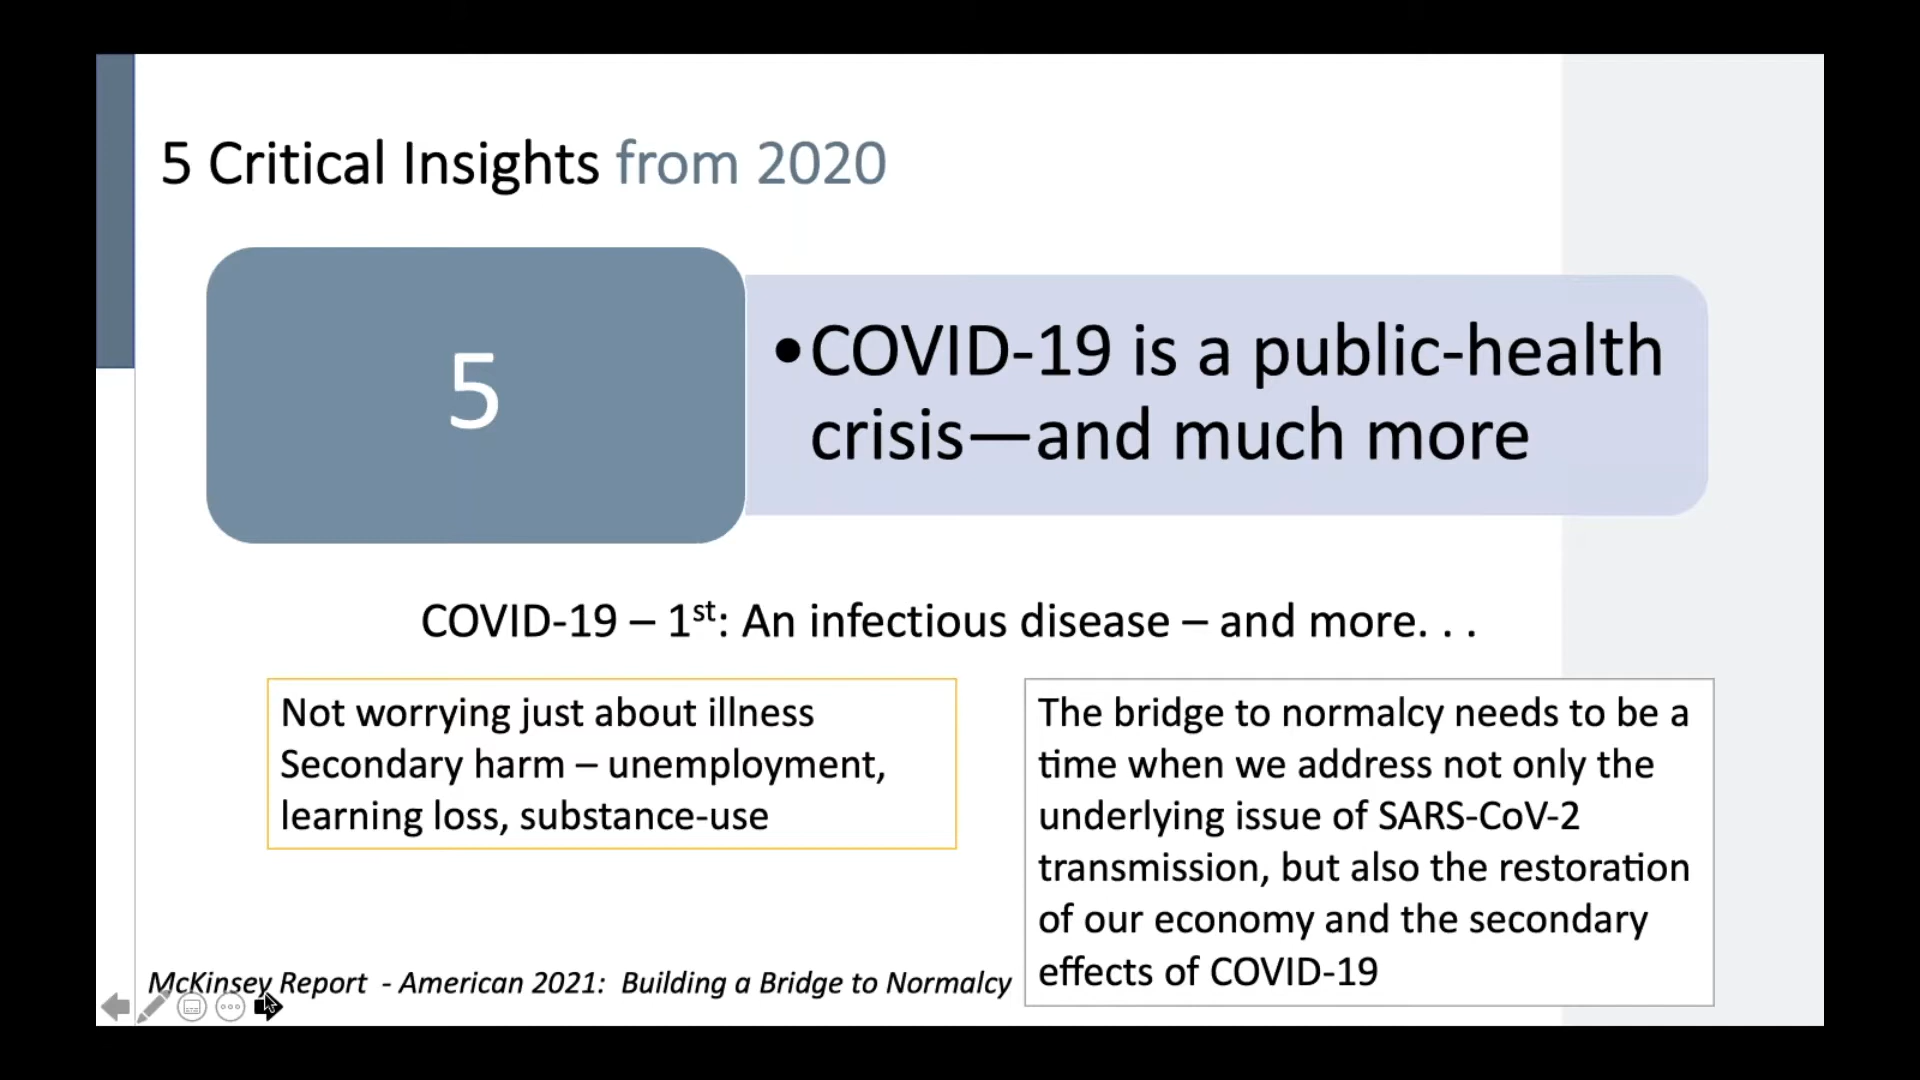 5 Critical Insights from 2020
5
•COVID-19 is a public-health
crisis—and much more
COVID-19 – 1st: An infectious disease – and more. . .
Not worrying just about illness
Secondary harm – unemployment,
learning loss, substance-use
The bridge to normalcy needs to be a
time when we address not only the
underlying issue of SARS-CoV-2
transmission, but also the restoration
of our economy and the secondary
effects of COVID-19
McKinsey Report - American 2021: Building a Bridge to Normalcy